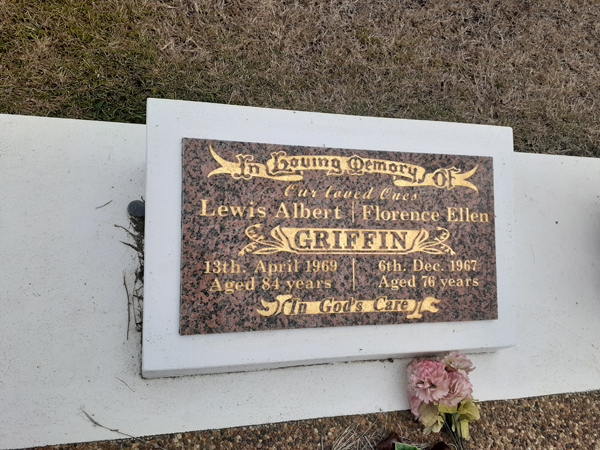 In Loving Memory Of
Our Loved Ones
Lewis Albert | Florence Ellen
GRIFFIN
13th. April 1969 | 6th. Dec. 1967
Aged 84 years | Aged 76 years
In God's Care